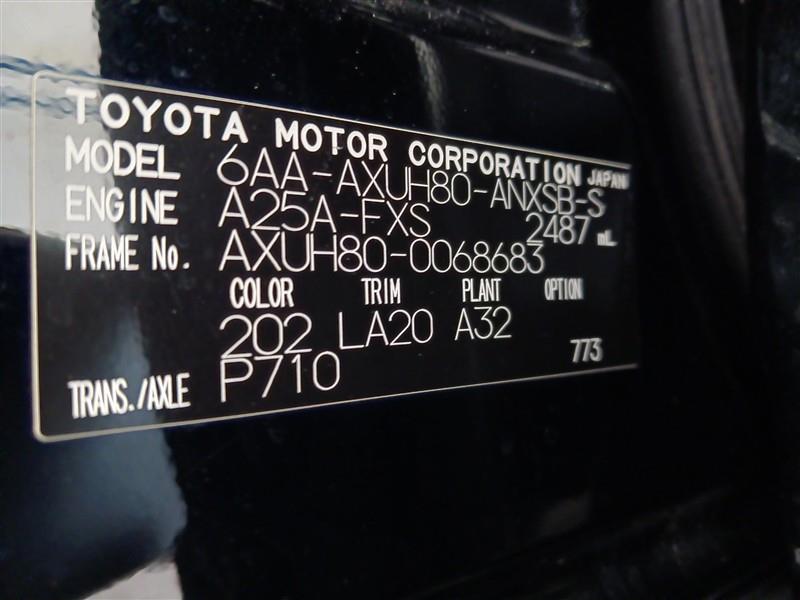 TOYOTA MOTOR CORPORATION JAPAN
MODEL 6AA-AXUH80-ANXSB-S
ENGINE A25A-FXS 2487 mL
FRAME No. AXUH80-0068683
COLOR TRIM PLANT OPTION
202 LA20 A32
TRANS./AXLE P710 773